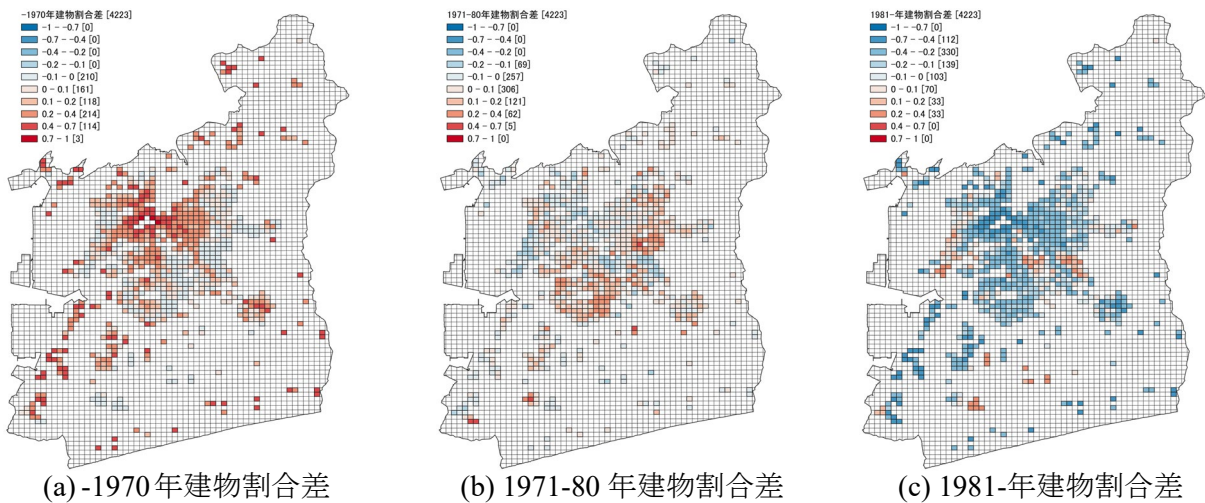 -1970年建物割合差 [4223]
-1 - -0.7 [0]
-0.7 - -0.4 [0]
-0.4 - -0.2 [0]
-0.2 - -0.1 [0]
-0.1 - 0 [210]
0 - 0.1 [161]
0.1 - 0.2 [118]
0.2 - 0.4 [214]
0.4 - 0.7 [114]
0.7 - 1 [3]
(a) -1970年建物割合差
1971-80年建物割合差 [4223]
-1 - -0.7 [0]
-0.7 - -0.4 [0]
-0.4 - -0.2 [0]
-0.2 - -0.1 [69]
-0.1 - 0 [257]
0 - 0.1 [306]
0.1 - 0.2 [121]
0.2 - 0.4 [62]
0.4 - 0.7 [5]
0.7 - 1 [0]
(b) 1971-80 年建物割合差
1981-年建物割合差 [4223]
-1 - -0.7 [0]
-0.7 - -0.4 [112]
-0.4 - -0.2 [330]
-0.2 - -0.1 [139]
-0.1 - 0 [103]
0 - 0.1 [70]
0.1 - 0.2 [33]
0.2 - 0.4 [33]
0.4 - 0.7 [0]
0.7 - 1 [0]
(c) 1981-年建物割合差